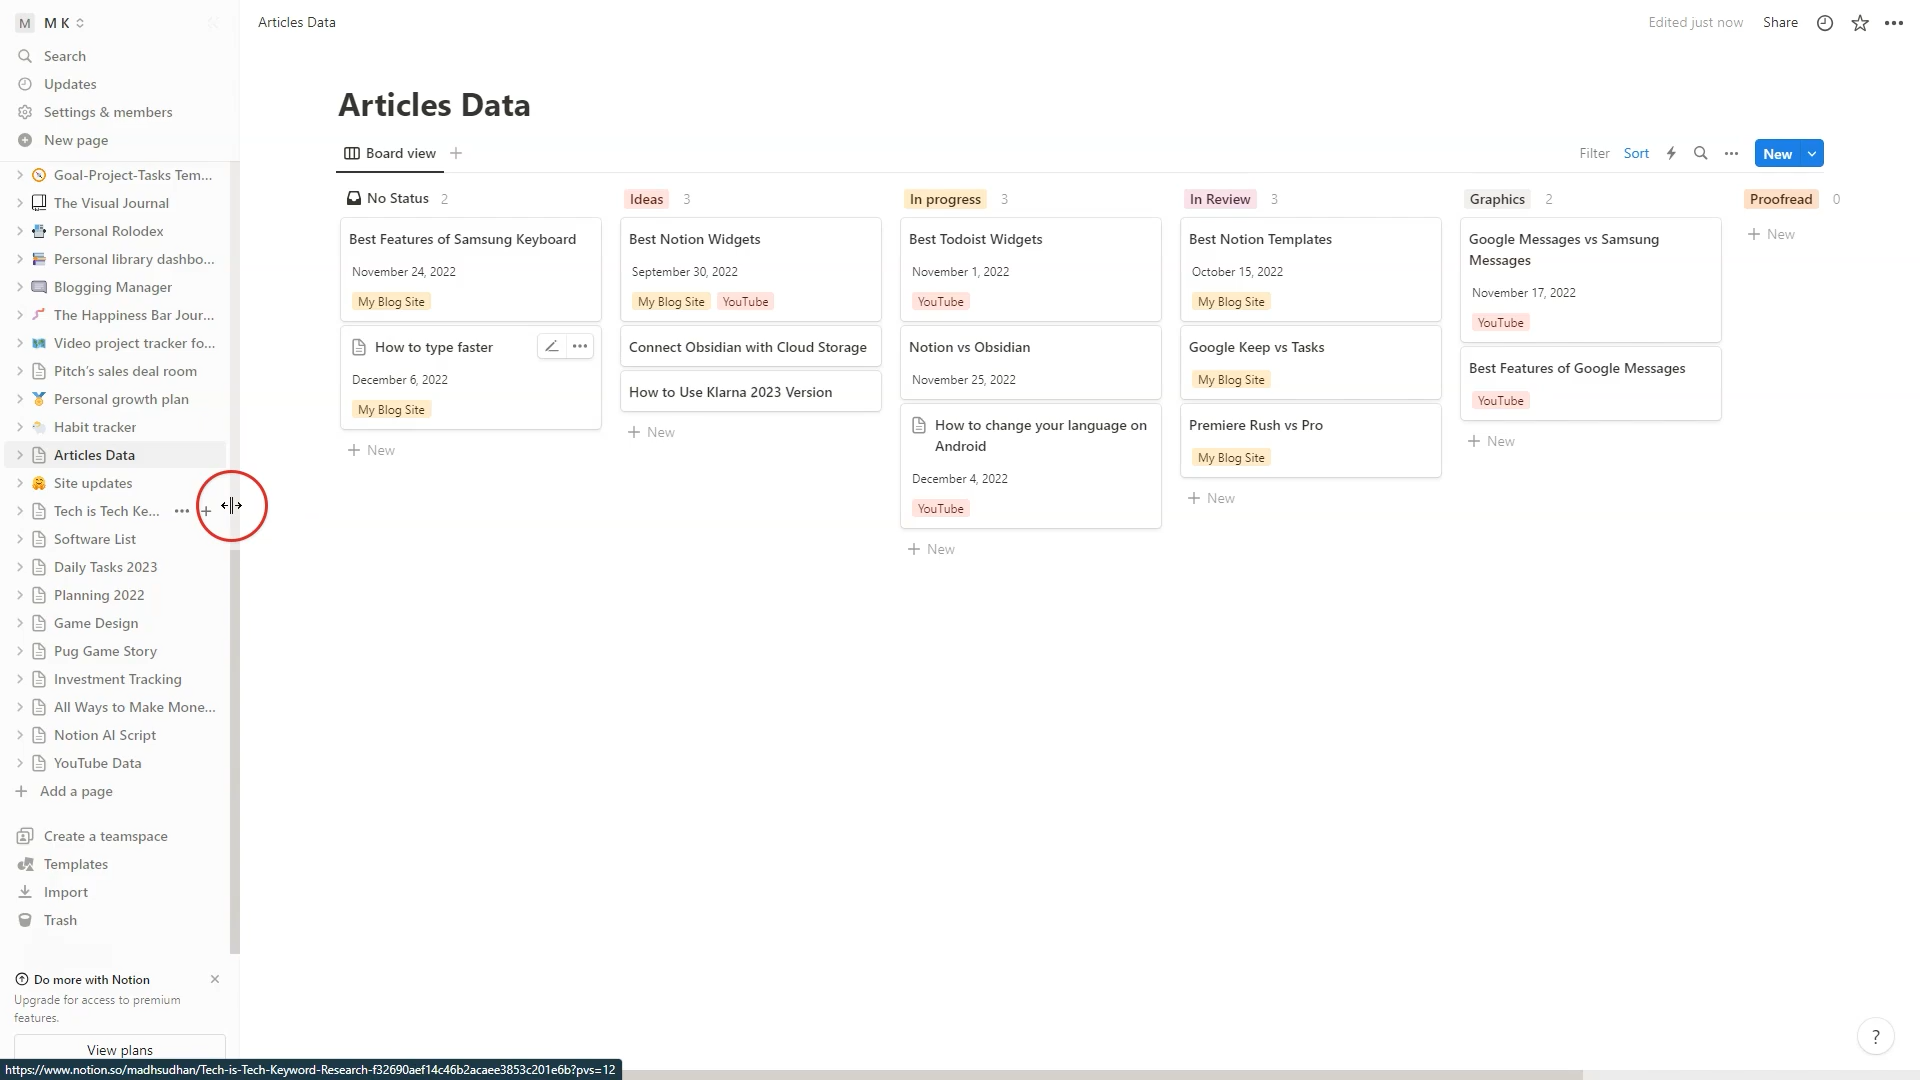 M
M K
Search
Updates
Settings & members
New page
Goal-Project-Tasks Tem...
The Visual Journal
Personal Rolodex
Personal library dashbo...
Blogging Manager
The Happiness Bar Jour...
Video project tracker fo...
Pitch's sales deal room
Personal growth plan
Habit tracker
Articles Data
Site updates
Tech is Tech Ke...
Software List
Daily Tasks 2023
Planning 2022
Game Design
Pug Game Story
Investment Tracking
All Ways to Make Mone...
Notion AI Script
YouTube Data
Add a page
Create a teamspace
Templates
Import
Trash
Do more with Notion
Upgrade for access to premium
features.
View plans
https://www.notion.so/madhsudhan/Tech-is-Tech-Keyword-Research-f32690aef14c46b2acaee3853c201e6b?pvs=12
Articles Data
Edited just now
Share
Articles Data
Board view
Filter
Sort
New
No Status 2
Best Features of Samsung Keyboard
November 24, 2022
My Blog Site
How to type faster
December 6, 2022
My Blog Site
New
Ideas 3
Best Notion Widgets
September 30, 2022
My Blog Site YouTube
Connect Obsidian with Cloud Storage
How to Use Klarna 2023 Version
New
In progress 3
Best Todoist Widgets
November 1, 2022
YouTube
Notion vs Obsidian
November 25, 2022
How to change your language on
Android
December 4, 2022
YouTube
New
In Review 3
Best Notion Templates
October 15, 2022
My Blog Site
Google Keep vs Tasks
My Blog Site
Premiere Rush vs Pro
My Blog Site
New
Graphics 2
Google Messages vs Samsung
Messages
November 17, 2022
YouTube
Best Features of Google Messages
YouTube
New
Proofread 0
New
?